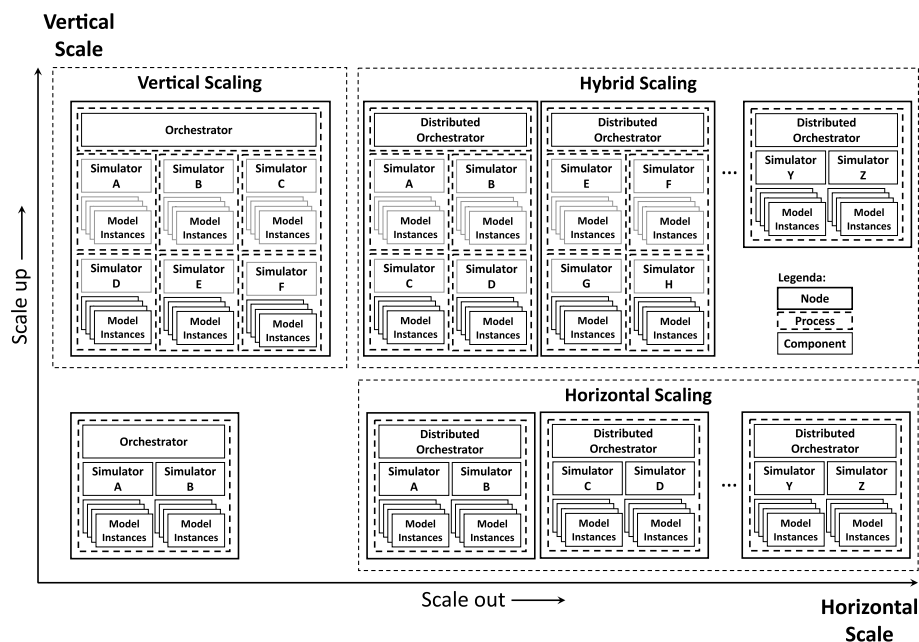 Vertical
Scale
Scale up
Vertical Scaling
Orchestrator
Simulator
A
Model
Instances
Simulator
B
Model
Instances
Simulator
C
Model
Instances
Simulator
D
Model
Instances
Simulator
E
Model
Instances
Simulator
F
Model
Instances
Hybrid Scaling
Distributed
Orchestrator
Simulator
A
Model
Instances
Simulator
B
Model
Instances
Simulator
C
Model
Instances
Simulator
D
Model
Instances
Distributed
Orchestrator
Simulator
E
Model
Instances
Simulator
F
Model
Instances
Simulator
G
Model
Instances
Simulator
H
Model
Instances
...
Distributed
Orchestrator
Simulator
Y
Model
Instances
Simulator
Z
Model
Instances
Legenda:
Node
Process
Component
Orchestrator
Simulator
A
Model
Instances
Simulator
B
Model
Instances
Horizontal Scaling
Distributed
Orchestrator
Simulator
A
Model
Instances
Simulator
B
Model
Instances
Distributed
Orchestrator
Simulator
C
Model
Instances
Simulator
D
Model
Instances
...
Distributed
Orchestrator
Simulator
Y
Model
Instances
Simulator
Z
Model
Instances
Scale out
Horizontal
Scale